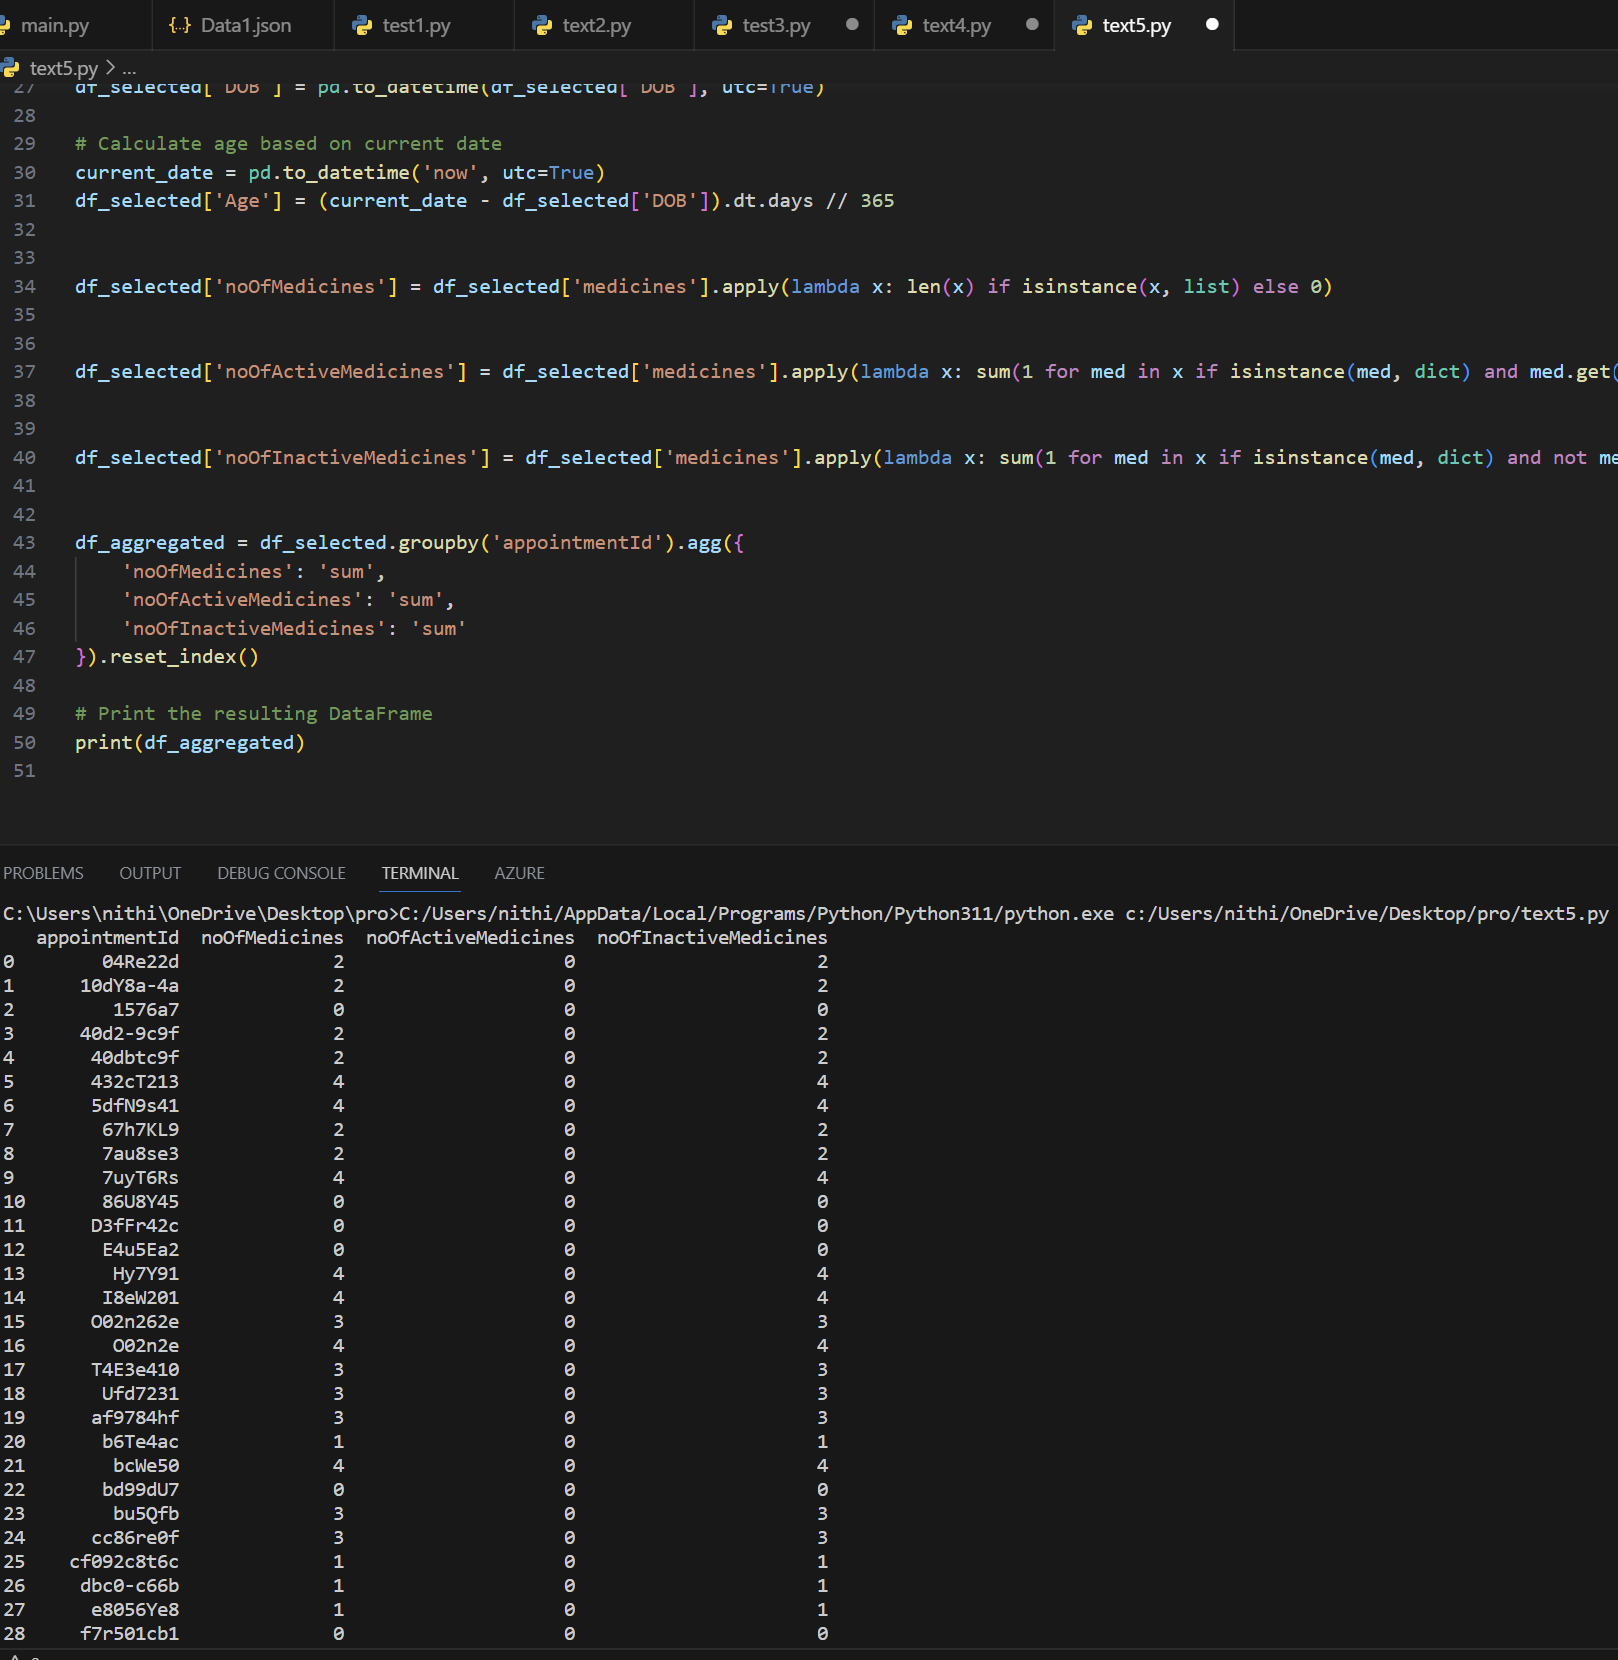 main.py
Data1.json
test1.py
text2.py
test3.py
text4.py
text5.py
text5.py > ...
27 df_selected['DOB'] = pd.to_datetime(df_selected['DOB'], utc=True)
28
29 # Calculate age based on current date
30 current_date = pd.to_datetime('now', utc=True)
31 df_selected['Age'] = (current_date - df_selected['DOB']).dt.days // 365
32
33
34 df_selected['noOfMedicines'] = df_selected['medicines'].apply(lambda x: len(x) if isinstance(x, list) else 0)
35
36
37 df_selected['noOfActiveMedicines'] = df_selected['medicines'].apply(lambda x: sum(1 for med in x if isinstance(med, dict) and med.get(
38
39
40 df_selected['noOfInactiveMedicines'] = df_selected['medicines'].apply(lambda x: sum(1 for med in x if isinstance(med, dict) and not me
41
42
43 df_aggregated = df_selected.groupby('appointmentId').agg({
44 'noOfMedicines': 'sum',
45 'noOfActiveMedicines': 'sum',
46 'noOfInactiveMedicines': 'sum'
47 }).reset_index()
48
49 # Print the resulting DataFrame
50 print(df_aggregated)
51
PROBLEMS OUTPUT DEBUG CONSOLE TERMINAL AZURE
C:\Users\nithi\OneDrive\Desktop\pro>C:/Users/nithi/AppData/Local/Programs/Python/Python311/python.exe c:/Users/nithi/OneDrive/Desktop/pro/text5.py
appointmentId noOfMedicines noOfActiveMedicines noOfInactiveMedicines
0 04Re22d 2 0 2
1 10dY8a-4a 2 0 2
2 1576a7 0 0 0
3 40d2-9c9f 2 0 2
4 40dbtc9f 2 0 2
5 432cT213 4 0 4
6 5dfN9s41 4 0 4
7 67h7KL9 2 0 2
8 7au8se3 2 0 2
9 7uyT6Rs 4 0 4
10 86U8Y45 0 0 0
11 D3fFr42c 0 0 0
12 E4u5Ea2 0 0 0
13 Hy7Y91 4 0 4
14 I8eW201 4 0 4
15 O02n262e 3 0 3
16 O02n2e 4 0 4
17 T4E3e410 3 0 3
18 Ufd7231 3 0 3
19 af9784hf 3 0 3
20 b6Te4ac 1 0 1
21 bcWe50 4 0 4
22 bd99dU7 0 0 0
23 bu5Qfb 3 0 3
24 cc86re0f 3 0 3
25 cf092c8t6c 1 0 1
26 dbc0-c66b 1 0 1
27 e8056Ye8 1 0 1
28 f7r501cb1 0 0 0